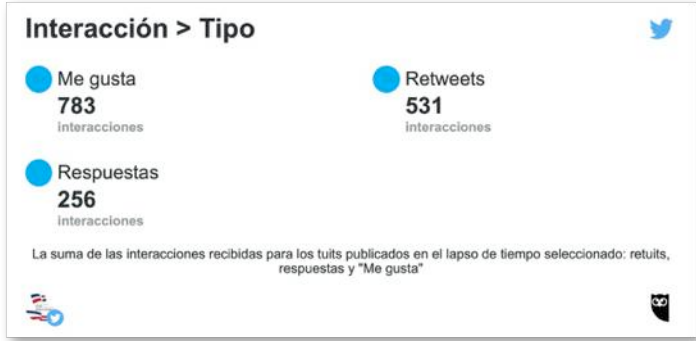 Interacción > Tipo
Me gusta
783
interacciones
Retweets
531
interacciones
Respuestas
256
interacciones
La suma de las interacciones recibidas para los tuits publicados en el lapso de tiempo seleccionado: retuits,
respuestas y "Me gusta"